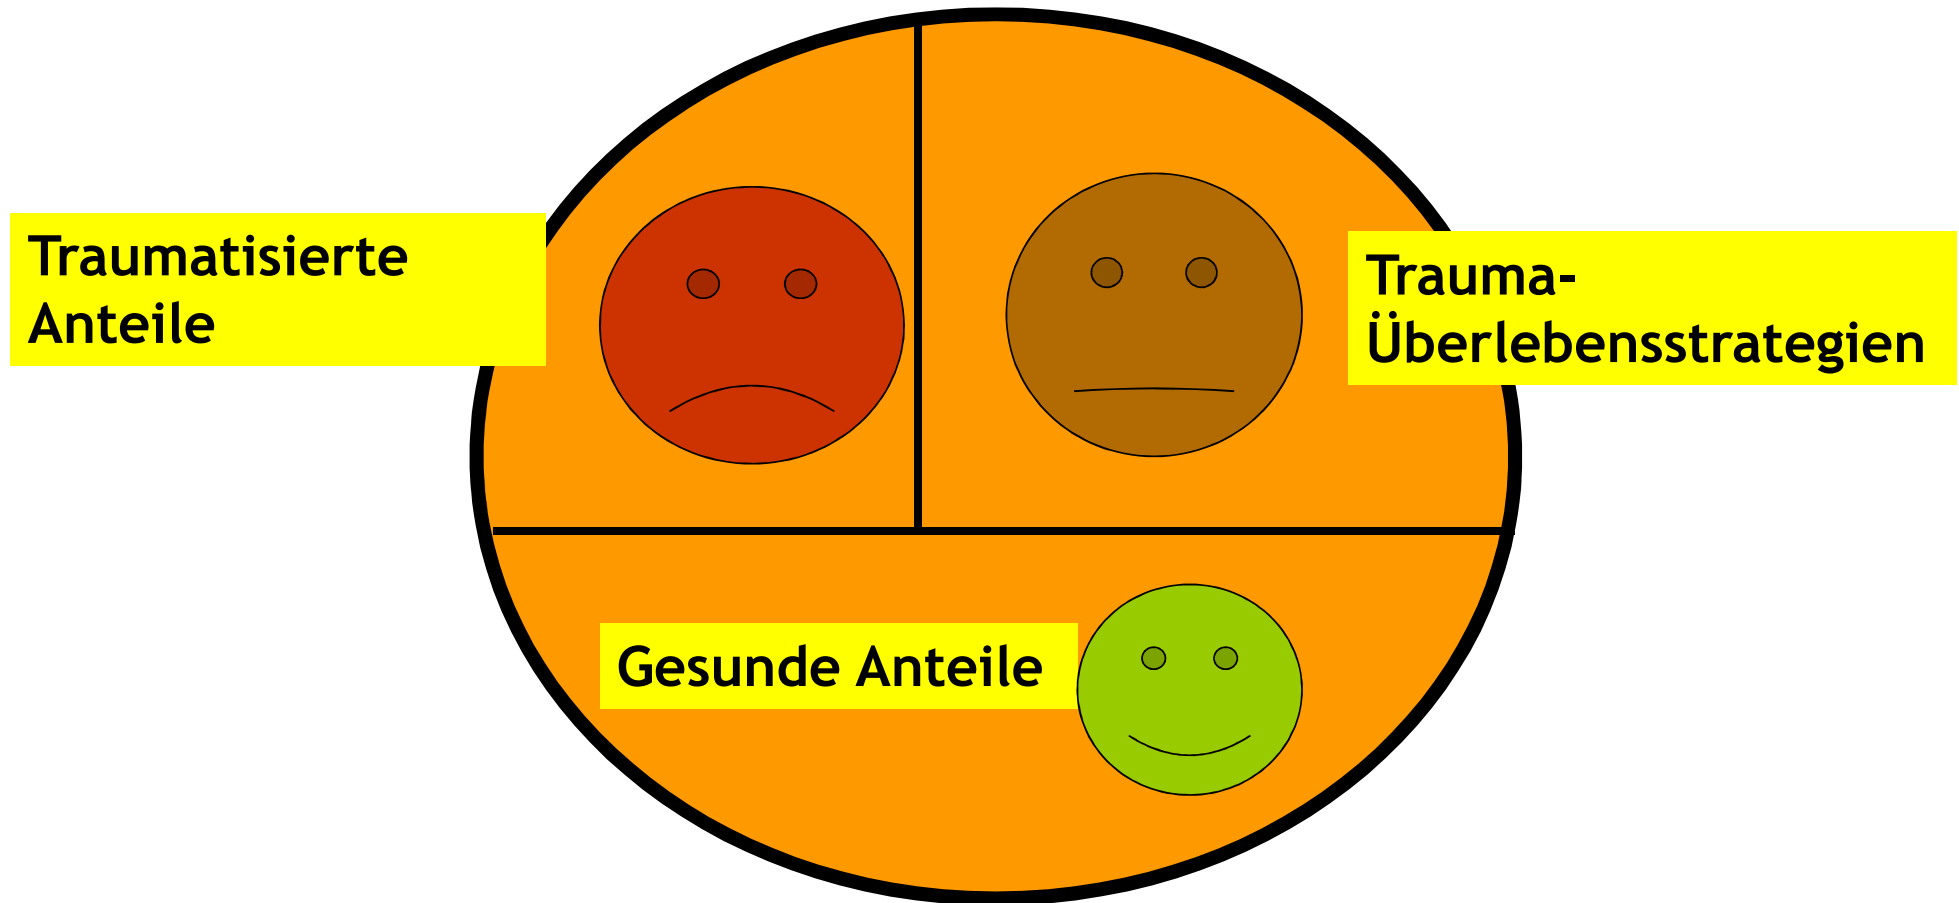 Traumatisierte
Anteile
Trauma-
Überlebensstrategien
Gesunde Anteile